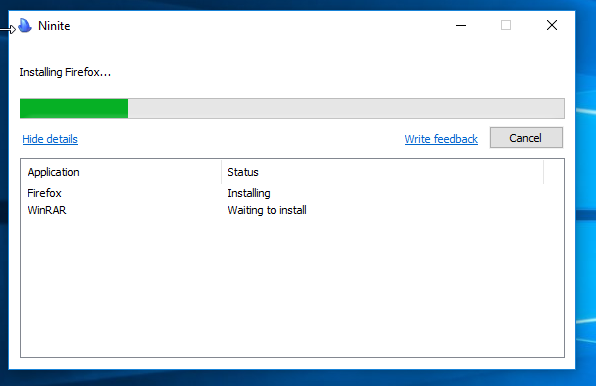 Ninite
Installing Firefox...
Hide details Write feedback Cancel
Application Status
Firefox Installing
WinRAR Waiting to install